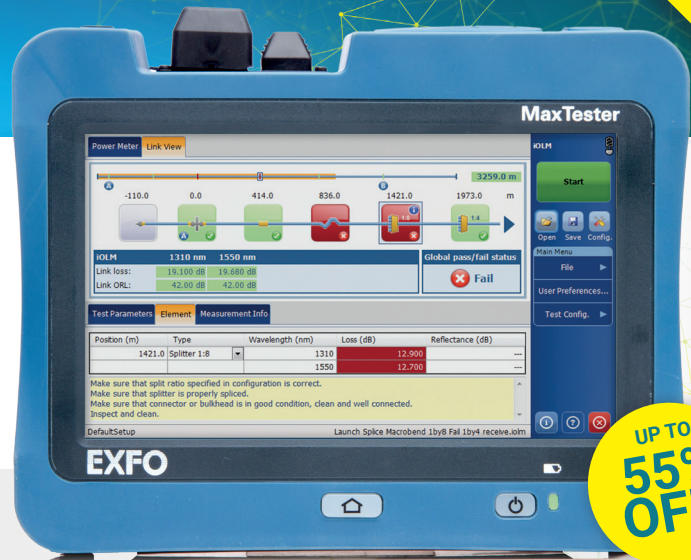 MaxTester
Power Meter Link View
iOLM
3259.0 m
Start
A B
-110.0 0.0 414.0 836.0 1421.0 1973.0 m
1:8 1:4
A
Open Save Config.
iOLM 1310 nm 1550 nm Global pass/fail status
Main Menu
Link loss: 19.100 dB 19.680 dB
Fail
File
Link ORL: 42.00 dB 42.00 dB
User Preferences...
Test Parameters Element Measurement Info
Test Config.
Position (m) Type Wavelength (nm) Loss (dB) Reflectance (dB)
1421.0 Splitter 1:8 1310 12.900 ---
1550 12.700 ---
Make sure that split ratio specified in configuration is correct.
Make sure that splitter is properly spliced.
Make sure that connector or bulkhead is in good condition, clean and well connected.
Inspect and clean.
DefaultSetup Launch Splice Macrobend 1by8 Fail 1by4 receive.iolm
EXFO
UP TO
55%
OFF